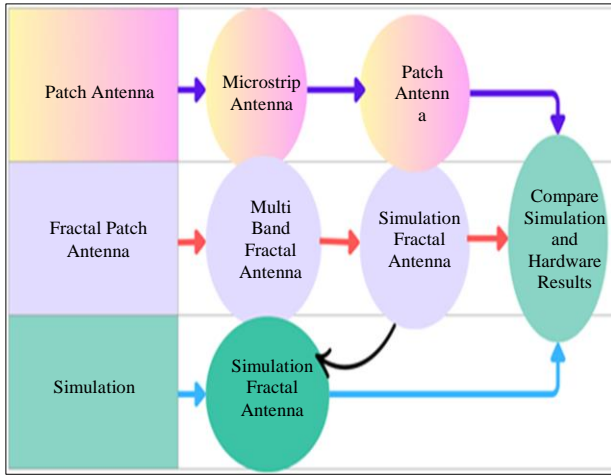 Patch Antenna
Microstrip
Antenna
Patch
Antenn
a
Fractal Patch
Antenna
Multi
Band
Fractal
Antenna
Simulation
Fractal
Antenna
Compare
Simulation
and
Hardware
Results
Simulation
Simulation
Fractal
Antenna